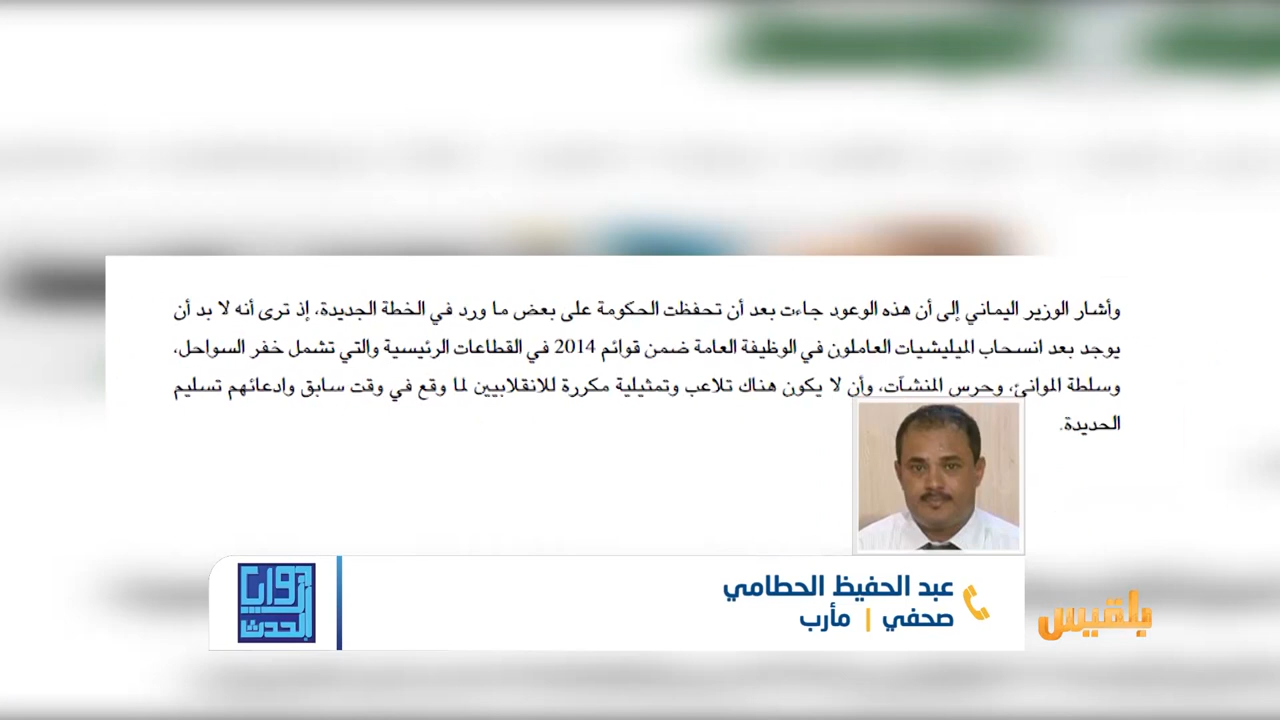 وأشار الوزير اليماني إلى أن هذه الوعود جاءت بعد أن تحفظت الحكومة على بعض ما ورد في الخطة الجديدة، إذ ترى أنه لا بد أن
يوجد بعد انسحاب الميليشيات العاملون في الوظيفة العامة ضمن قوائم 2014 في القطاعات الرئيسية والتي تشمل خفر السواحل،
وسلطة الموانئ، وحرس المنشآت، وأن لا يكون هناك تلاعب وتمثيلية مكررة للانقلابيين لما وقع في وقت سابق وادعائهم تسليم
الحديدة.
عبد الحفيظ الحطامي
صحفي | مأرب
بلقيس
زوايا
الحدث